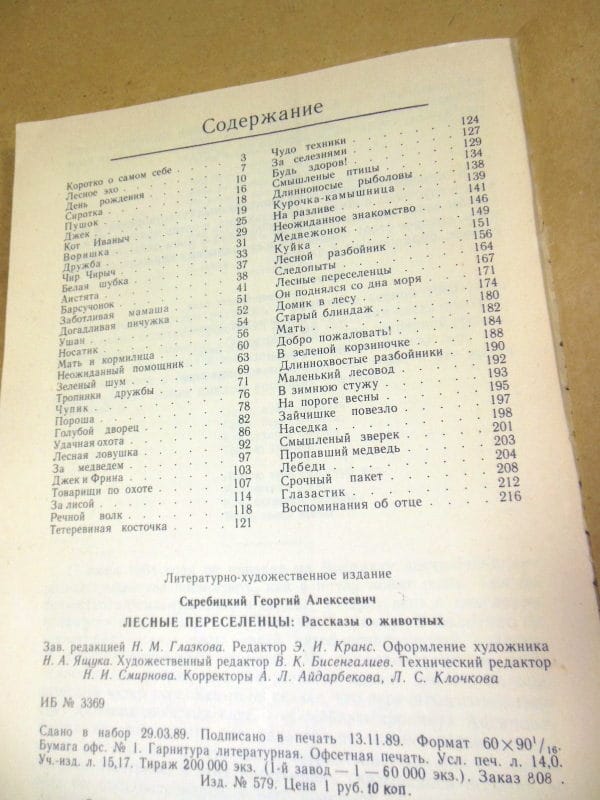 Содержание
Коротко о самом себе . . . 3
Лесное эхо . . . 7
День рождения . . . 10
Сиротка . . . 16
Пушок . . . 18
Джек . . . 19
Кот Иваныч . . . 25
Воришка . . . 29
Дружба . . . 31
Чир Чирыч . . . 33
Белая шубка . . . 37
Аистята . . . 38
Барсучонок . . . 41
Заботливая мамаша . . . 51
Догадливая пичужка . . . 52
Ушан . . . 54
Носатик . . . 56
Мать и кормилица . . . 60
Неожиданный помощник . . . 63
Зеленый шум . . . 69
Тропинки дружбы . . . 71
Чупик . . . 76
Пороша . . . 78
Голубой дворец . . . 82
Удачная охота . . . 86
Лесная ловушка . . . 92
За медведем . . . 97
Джек и Фрина . . . 103
Товарищи по охоте . . . 107
За лисой . . . 114
Речной волк . . . 118
Тетеревиная косточка . . . 121
Чудо техники . . . 124
За селезнями . . . 127
Будь здоров! . . . 129
Смышленые птицы . . . 134
Длинноносые рыболовы . . . 138
Курочка-камышница . . . 139
На разливе . . . 141
Неожиданное знакомство . . . 146
Медвежонок . . . 149
Куйка . . . 151
Лесной разбойник . . . 156
Следопыты . . . 164
Лесные переселенцы . . . 167
Он поднялся со дна моря . . . 171
Домик в лесу . . . 174
Старый блиндаж . . . 180
Мать . . . 182
Добро пожаловать! . . . 184
В зеленой корзиночке . . . 188
Длиннохвостые разбойники . . . 190
Маленький лесовод . . . 192
В зимнюю стужу . . . 193
На пороге весны . . . 195
Зайчишке повезло . . . 197
Наседка . . . 198
Смышленый зверек . . . 201
Пропавший медведь . . . 203
Лебеди . . . 204
Срочный пакет . . . 208
Глазастик . . . 212
Воспоминания об отце . . . 216
Литературно-художественное издание
Скребицкий Георгий Алексеевич
ЛЕСНЫЕ ПЕРЕСЕЛЕНЦЫ: Рассказы о животных
Зав. редакцией Н. М. Глазкова. Редактор Э. И. Кранс. Оформление художника
Н. А. Ящука. Художественный редактор В. К. Бисенгалиев. Технический редактор
Н. И. Смирнова. Корректоры А. Л. Айдарбекова, Л. С. Клочкова
ИБ № 3369
Сдано в набор 29.03.89. Подписано в печать 13.11.89. Формат 60×90¹/₁₆.
Бумага офс. № 1. Гарнитура литературная. Офсетная печать. Усл. печ. л. 14,0.
Уч.-изд. л. 15,17. Тираж 200 000 экз. (1-й завод — 1 — 60 000 экз.). Заказ 808 .
Изд. № 579. Цена 1 руб. 10 коп.